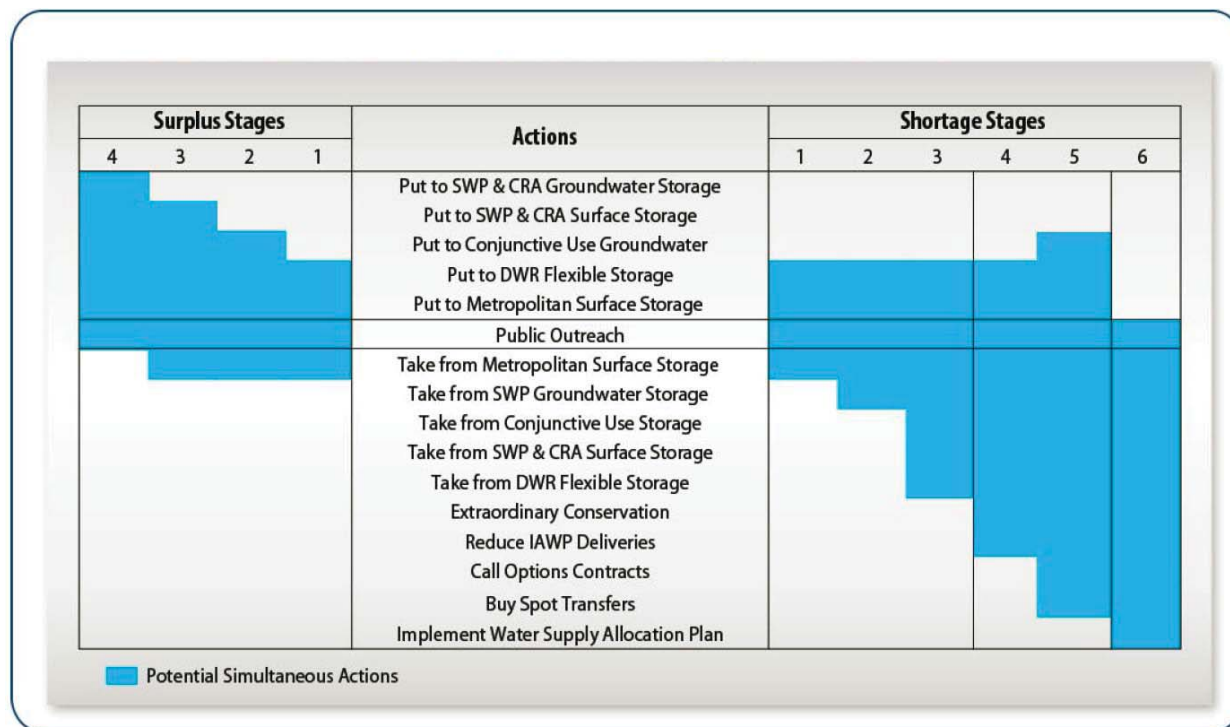 Surplus Stages
Actions
Shortage Stages
4 3 2 1
1 2 3 4 5 6
Put to SWP & CRA Groundwater Storage
Put to SWP & CRA Surface Storage
Put to Conjunctive Use Groundwater
Put to DWR Flexible Storage
Put to Metropolitan Surface Storage
Public Outreach
Take from Metropolitan Surface Storage
Take from SWP Groundwater Storage
Take from Conjunctive Use Storage
Take from SWP & CRA Surface Storage
Take from DWR Flexible Storage
Extraordinary Conservation
Reduce IAWP Deliveries
Call Options Contracts
Buy Spot Transfers
Implement Water Supply Allocation Plan
Potential Simultaneous Actions